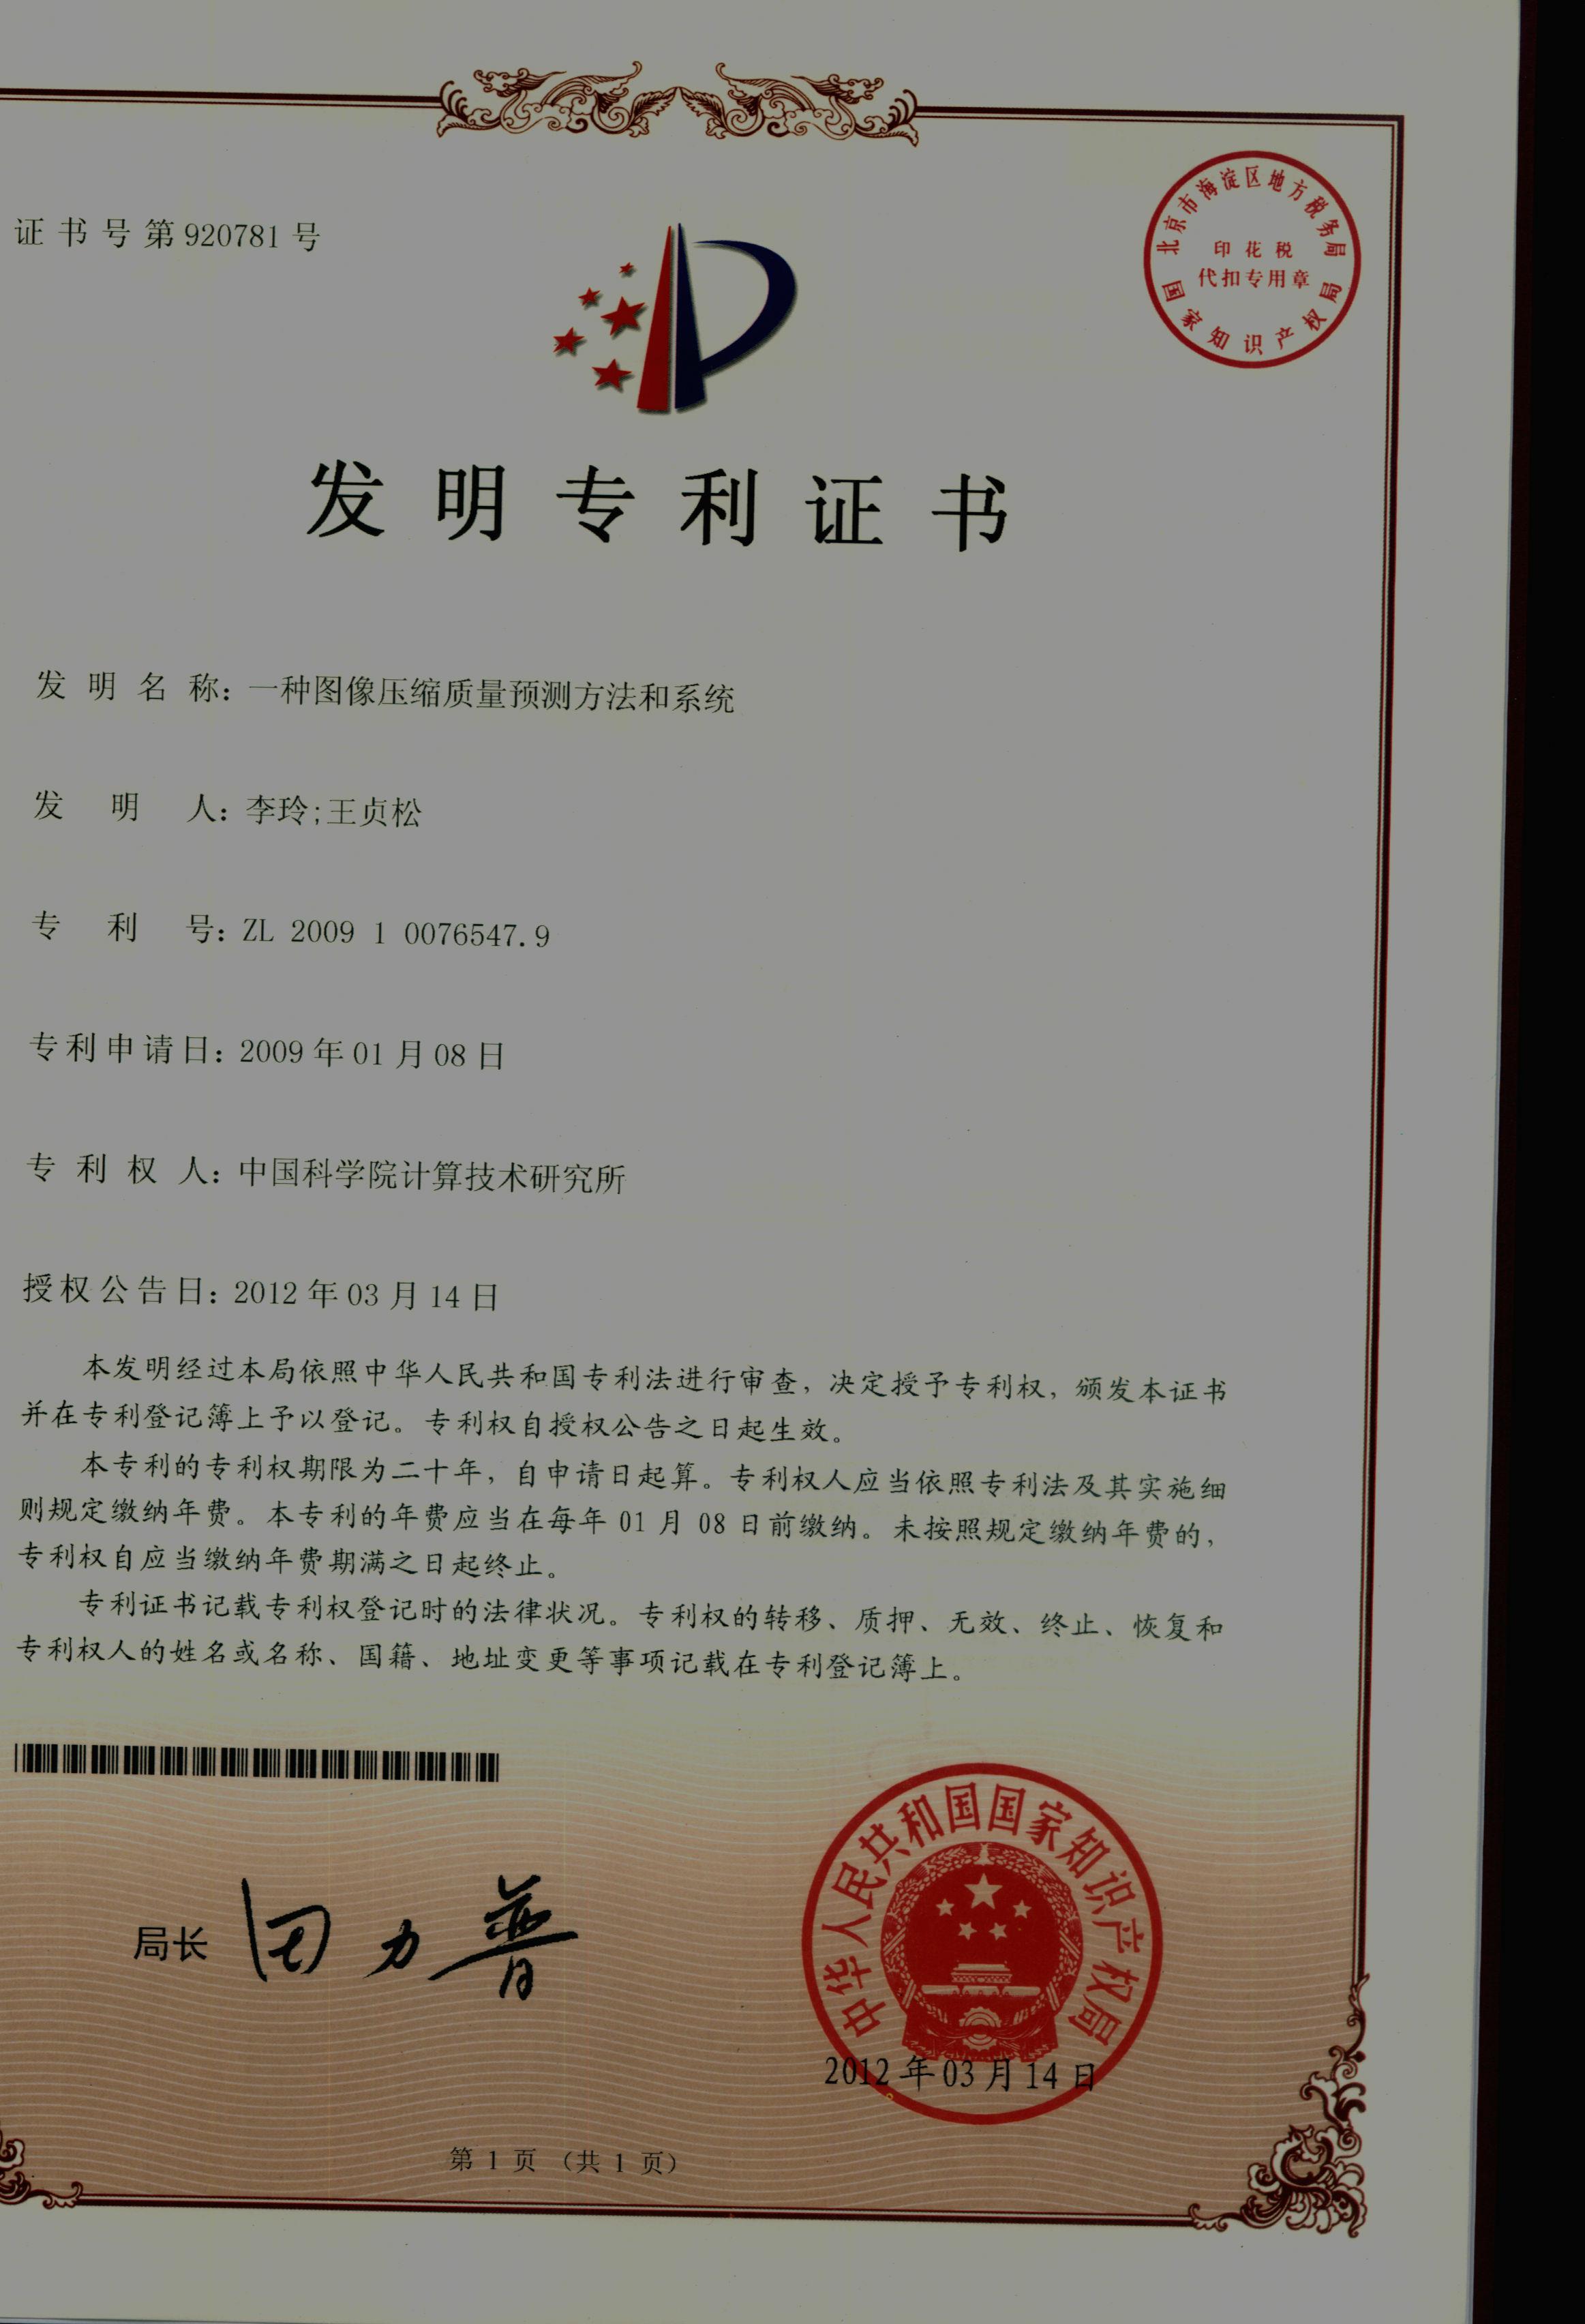 证书号第920781号
北京市海淀区地方税务局
印花税
代扣专用章
国家知识产权局
发明专利证书
发明名称：一种图像压缩质量预测方法和系统
发明人：李玲;王贞松
专利号：ZL 2009 1 0076547.9
专利申请日：2009年01月08日
专利权人：中国科学院计算技术研究所
授权公告日：2012年03月14日
本发明经过本局依照中华人民共和国专利法进行审查，决定授予专利权，颁发本证书
并在专利登记簿上予以登记。专利权自授权公告之日起生效。
本专利的专利权期限为二十年，自申请日起算。专利权人应当依照专利法及其实施细
则规定缴纳年费。本专利的年费应当在每年01月08日前缴纳。未按照规定缴纳年费的，
专利权自应当缴纳年费期满之日起终止。
专利证书记载专利权登记时的法律状况。专利权的转移、质押、无效、终止、恢复和
专利权人的姓名或名称、国籍、地址变更等事项记载在专利登记簿上。
局长 田力普
中华人民共和国国家知识产权局
2012年03月14日
第1页（共1页）